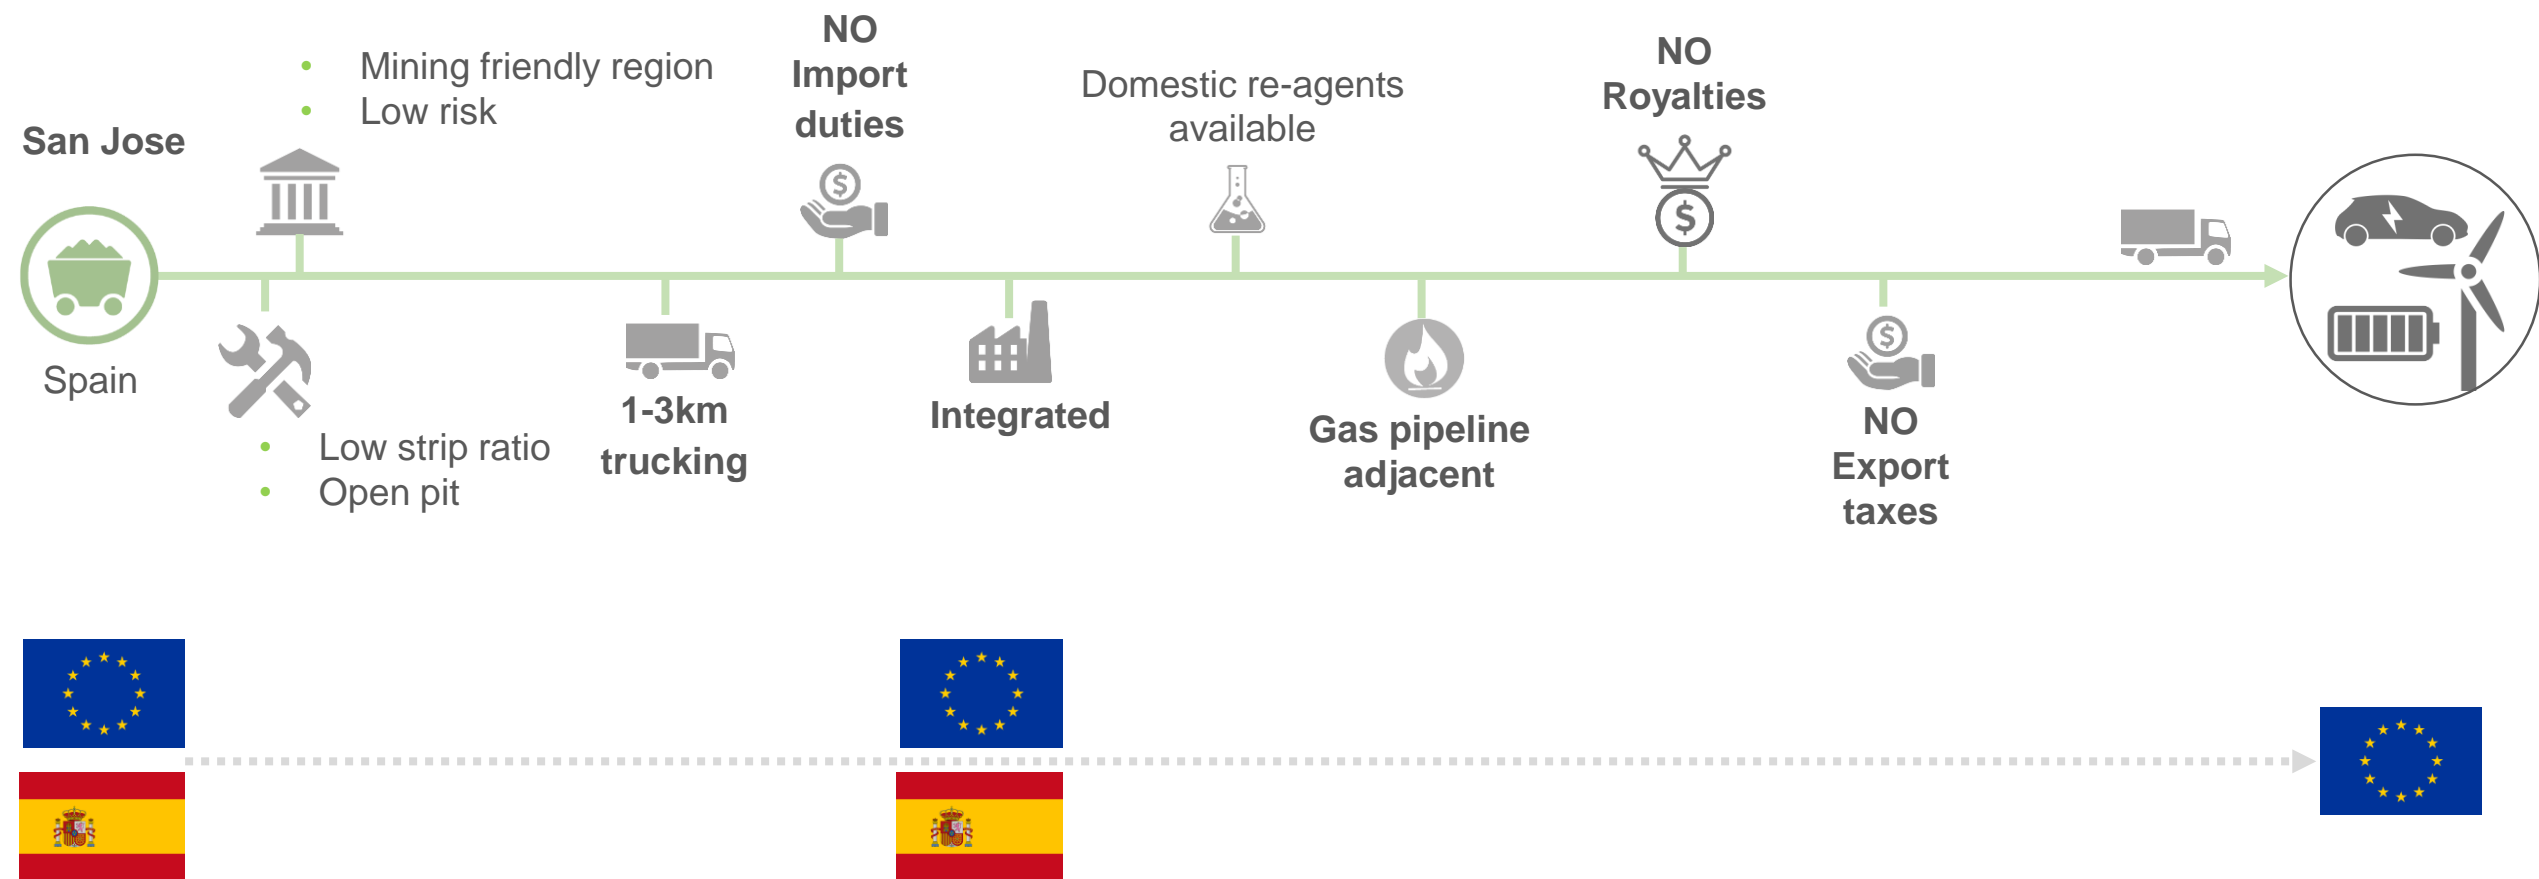 San Jose
Spain
• Mining friendly region
• Low risk
• Low strip ratio
• Open pit
1-3km
trucking
NO
Import
duties
Integrated
Domestic re-agents
available
Gas pipeline
adjacent
NO
Royalties
NO
Export
taxes